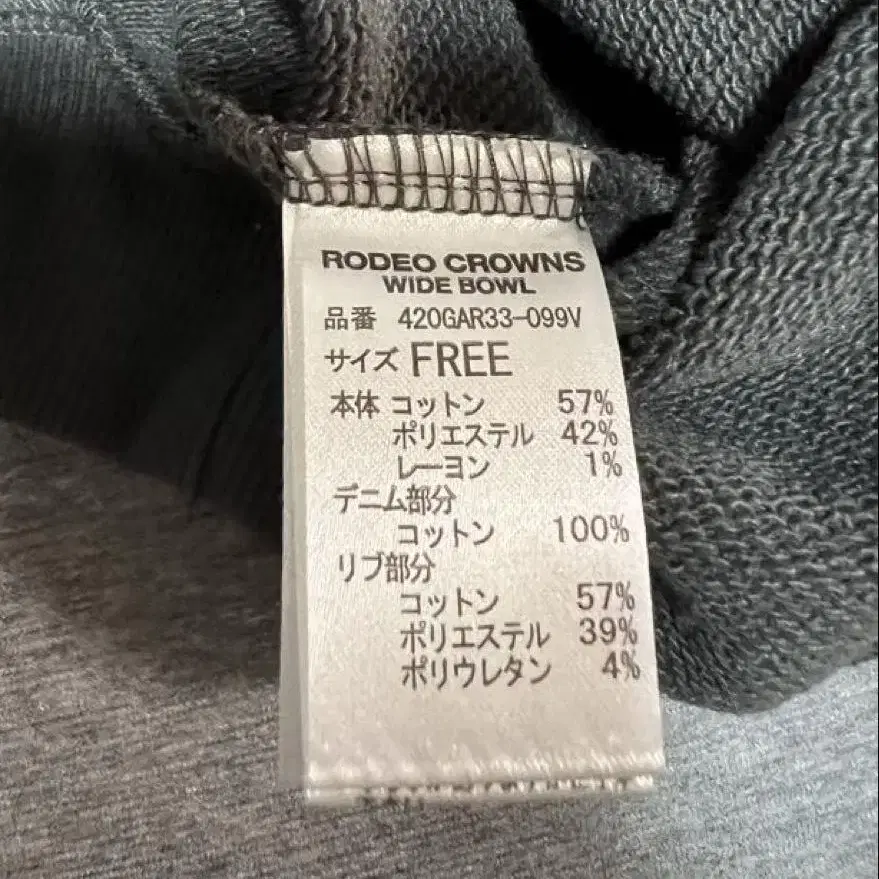 RODEO CROWNS
WIDE BOWL
品番 420GAR33-099V
サイズ FREE
本体 コットン 57%
ポリエステル 42%
レーヨン 1%
デニム部分
コットン 100%
リブ部分
コットン 57%
ポリエステル 39%
ポリウレタン 4%